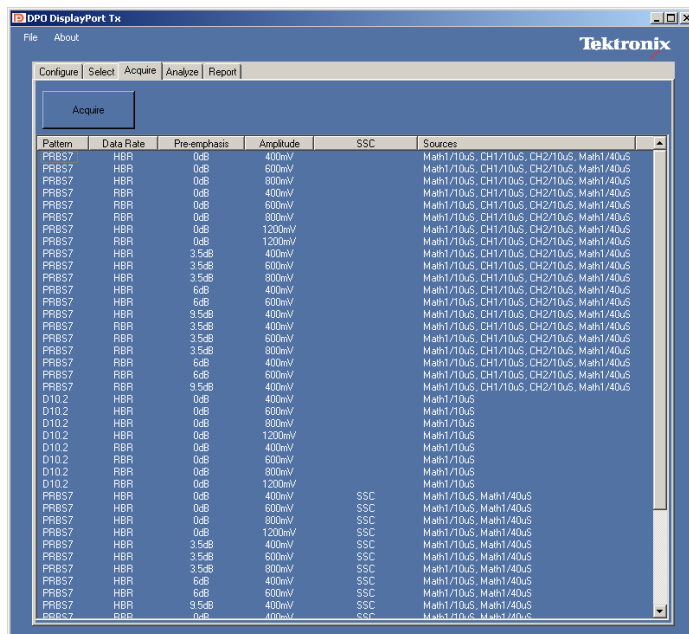 DPO DisplayPort Tx
File About
Tektronix
Configure Select Acquire Analyze Report
Acquire
Pattern Data Rate Pre-emphasis Amplitude SSC Sources
PRBS7 HBR 0dB 400mV Math1/10uS, CH1/10uS, CH2/10uS, Math1/40uS
PRBS7 HBR 0dB 600mV Math1/10uS, CH1/10uS, CH2/10uS, Math1/40uS
PRBS7 HBR 0dB 800mV Math1/10uS, CH1/10uS, CH2/10uS, Math1/40uS
PRBS7 RBR 0dB 400mV Math1/10uS, CH1/10uS, CH2/10uS, Math1/40uS
PRBS7 RBR 0dB 600mV Math1/10uS, CH1/10uS, CH2/10uS, Math1/40uS
PRBS7 RBR 0dB 800mV Math1/10uS, CH1/10uS, CH2/10uS, Math1/40uS
PRBS7 HBR 0dB 1200mV Math1/10uS, CH1/10uS, CH2/10uS, Math1/40uS
PRBS7 RBR 0dB 1200mV Math1/10uS, CH1/10uS, CH2/10uS, Math1/40uS
PRBS7 HBR 3.5dB 400mV Math1/10uS, CH1/10uS, CH2/10uS, Math1/40uS
PRBS7 HBR 3.5dB 600mV Math1/10uS, CH1/10uS, CH2/10uS, Math1/40uS
PRBS7 HBR 3.5dB 800mV Math1/10uS, CH1/10uS, CH2/10uS, Math1/40uS
PRBS7 HBR 6dB 400mV Math1/10uS, CH1/10uS, CH2/10uS, Math1/40uS
PRBS7 HBR 6dB 600mV Math1/10uS, CH1/10uS, CH2/10uS, Math1/40uS
PRBS7 HBR 9.5dB 400mV Math1/10uS, CH1/10uS, CH2/10uS, Math1/40uS
PRBS7 RBR 3.5dB 400mV Math1/10uS, CH1/10uS, CH2/10uS, Math1/40uS
PRBS7 RBR 3.5dB 600mV Math1/10uS, CH1/10uS, CH2/10uS, Math1/40uS
PRBS7 RBR 3.5dB 800mV Math1/10uS, CH1/10uS, CH2/10uS, Math1/40uS
PRBS7 RBR 6dB 400mV Math1/10uS, CH1/10uS, CH2/10uS, Math1/40uS
PRBS7 RBR 6dB 600mV Math1/10uS, CH1/10uS, CH2/10uS, Math1/40uS
PRBS7 RBR 9.5dB 400mV Math1/10uS, CH1/10uS, CH2/10uS, Math1/40uS
D10.2 HBR 0dB 400mV Math1/10uS
D10.2 HBR 0dB 600mV Math1/10uS
D10.2 HBR 0dB 800mV Math1/10uS
D10.2 HBR 0dB 1200mV Math1/10uS
D10.2 RBR 0dB 400mV Math1/10uS
D10.2 RBR 0dB 600mV Math1/10uS
D10.2 RBR 0dB 800mV Math1/10uS
D10.2 RBR 0dB 1200mV Math1/10uS
PRBS7 HBR 0dB 400mV SSC Math1/10uS, Math1/40uS
PRBS7 HBR 0dB 600mV SSC Math1/10uS, Math1/40uS
PRBS7 HBR 0dB 800mV SSC Math1/10uS, Math1/40uS
PRBS7 HBR 0dB 1200mV SSC Math1/10uS, Math1/40uS
PRBS7 HBR 3.5dB 400mV SSC Math1/10uS, Math1/40uS
PRBS7 HBR 3.5dB 600mV SSC Math1/10uS, Math1/40uS
PRBS7 HBR 3.5dB 800mV SSC Math1/10uS, Math1/40uS
PRBS7 HBR 6dB 400mV SSC Math1/10uS, Math1/40uS
PRBS7 HBR 6dB 600mV SSC Math1/10uS, Math1/40uS
PRBS7 HBR 9.5dB 400mV SSC Math1/10uS, Math1/40uS
PRBS7 RBR 0dB 400mV SSC Math1/10uS, Math1/40uS